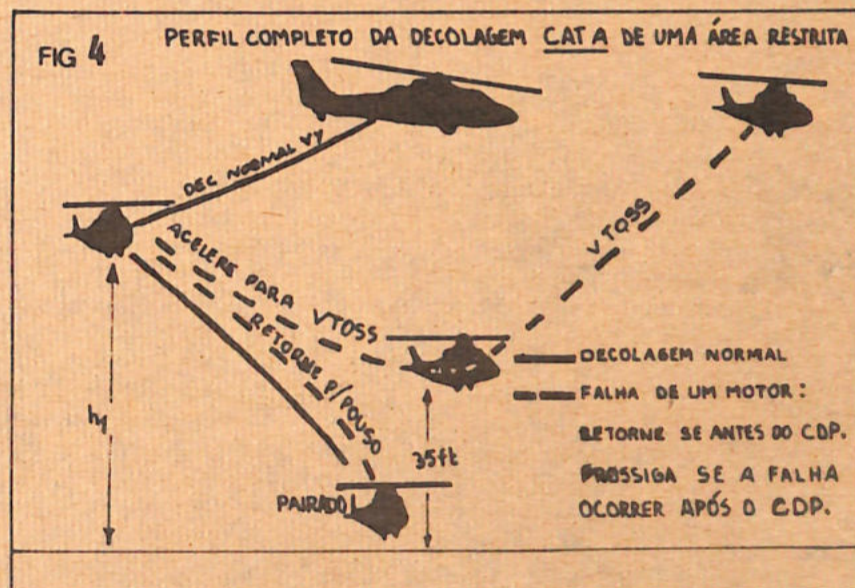 FIG 4
PERFIL COMPLETO DA DECOLAGEM CAT A DE UMA ÁREA RESTRITA
DEC NORMAL VY
ACELERE PARA VTOSS
RETORNE P/POUSO
VTOSS
h1
35ft
PAIRADO
DECOLAGEM NORMAL
FALHA DE UM MOTOR:
RETORNE SE ANTES DO CDP.
PROSSIGA SE A FALHA
OCORRER APÓS O CDP.